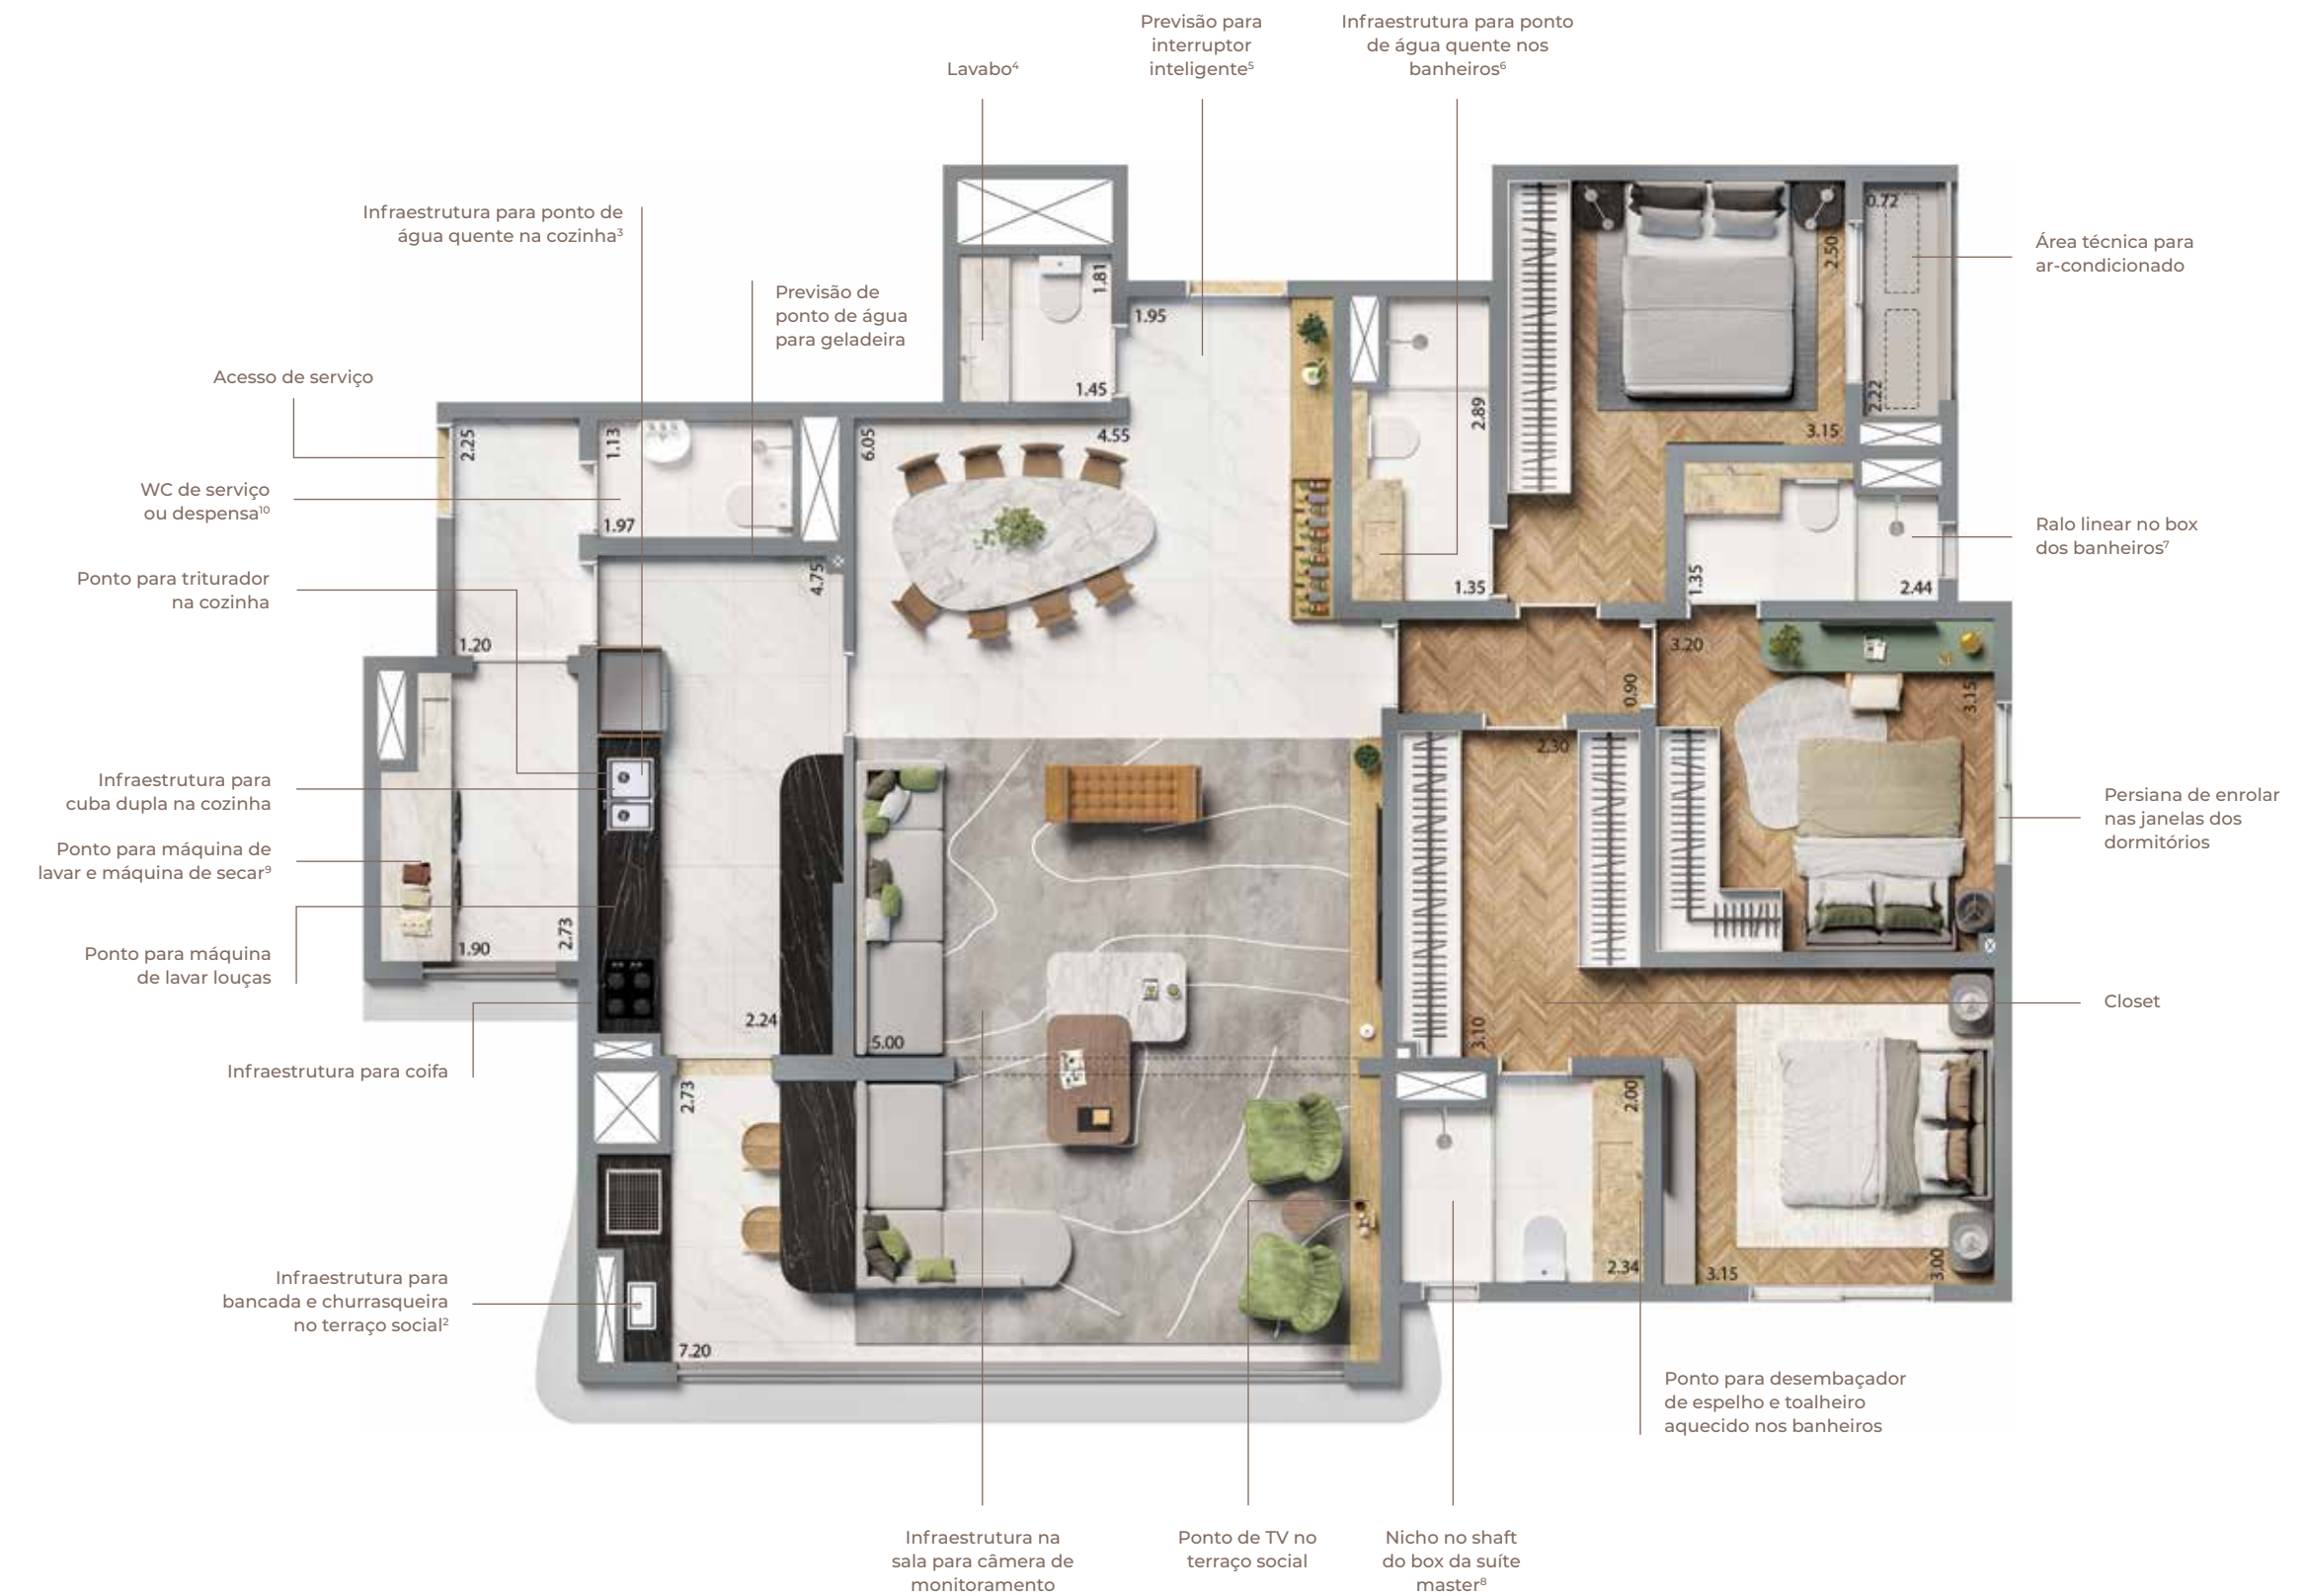 Previsão para
interruptor
inteligente⁵
Infraestrutura para ponto
de água quente nos
banheiros⁶
Lavabo⁴
Infraestrutura para ponto de
água quente na cozinha³
Previsão de
ponto de água
para geladeira
Acesso de serviço
WC de serviço
ou despensa¹⁰
Ponto para triturador
na cozinha
Infraestrutura para
cuba dupla na cozinha
Ponto para máquina de
lavar e máquina de secar⁹
Ponto para máquina
de lavar louças
Infraestrutura para coifa
Infraestrutura para
bancada e churrasqueira
no terraço social²
Área técnica para
ar-condicionado
Ralo linear no box
dos banheiros⁷
Persiana de enrolar
nas janelas dos
dormitórios
Closet
Ponto para desembaçador
de espelho e toalheiro
aquecido nos banheiros
Infraestrutura na
sala para câmera de
monitoramento
Ponto de TV no
terraço social
Nicho no shaft
do box da suíte
master⁸
0.72
2.50
2.22
3.15
1.81
1.45
1.95
2.89
1.35
2.25
1.13
1.97
6.05
4.55
4.75
1.20
1.35
2.44
3.20
0.90
3.15
2.30
1.90
2.73
2.24
5.00
3.10
2.73
2.00
2.34
3.15
3.00
7.20